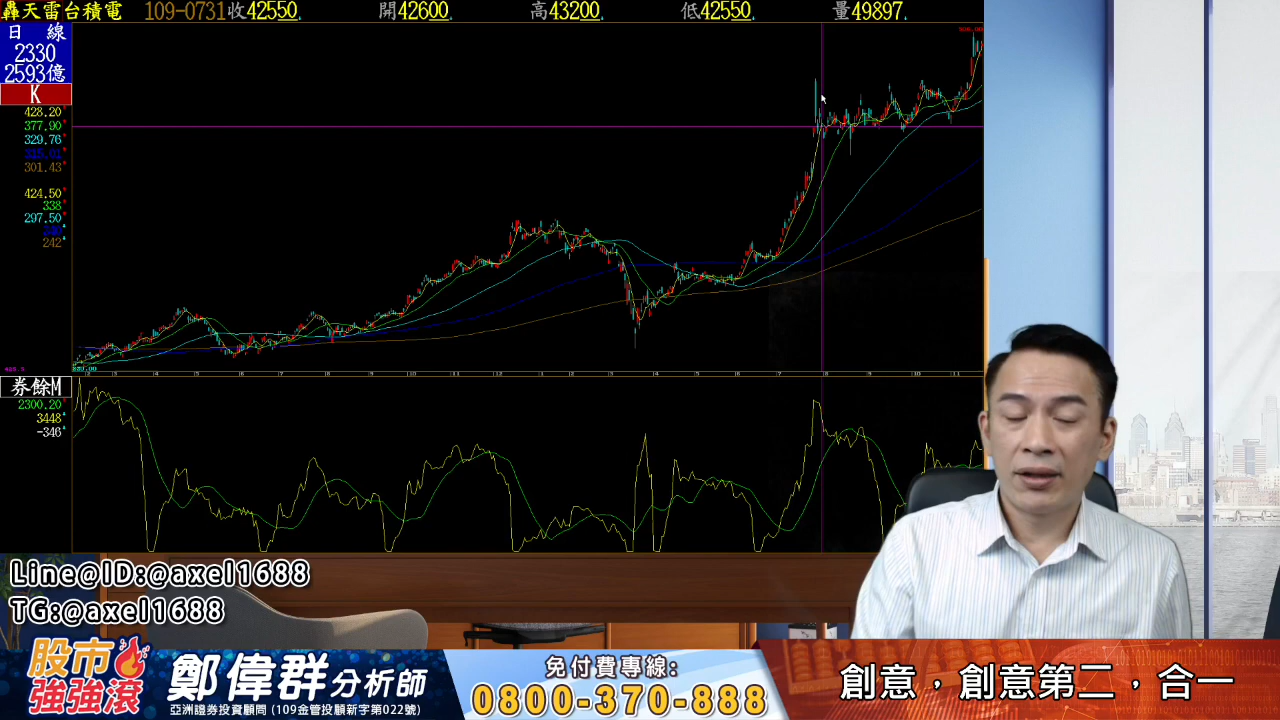 轟天雷台積電 109-0731收42550 開42600 高43200 低42550 量49897
日 線
2330
2593億
K
428.20
377.90
329.76
315.01
301.43
424.50
338
297.50
242
券餘M
2300.20
3448
-346
Line@ID:@axel1688
TG:@axel1688
股市
強強滾
鄭偉群分析師
亞洲證券投資顧問 (109金管投顧新字第022號)
免付費專線:
0800-370-888
創意，創意第二，合一